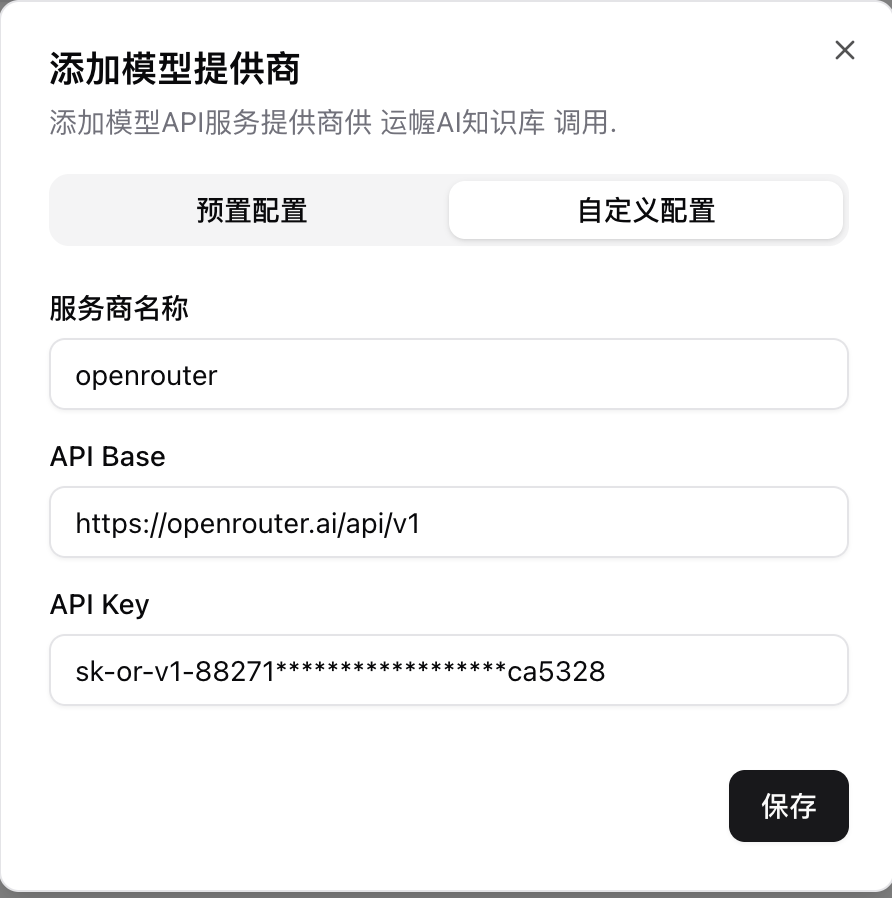 添加模型提供商
添加模型API服务提供商供 运幄AI知识库 调用.
预置配置
自定义配置
服务商名称
openrouter
API Base
https://openrouter.ai/api/v1
API Key
sk-or-v1-88271******************ca5328
保存